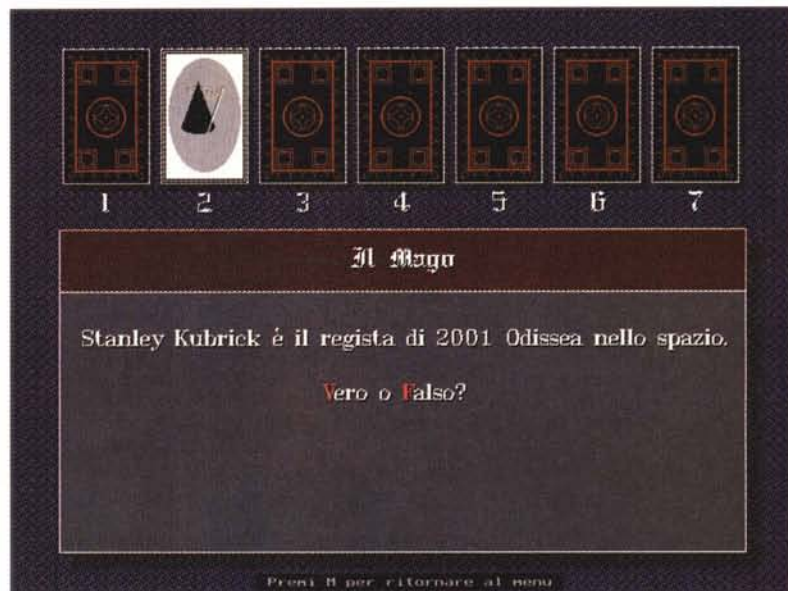 1 2 3 4 5 6 7
Il Mago
Stanley Kubrick è il regista di 2001 Odissea nello spazio.
Vero o Falso?
Premi M per ritornare al menu